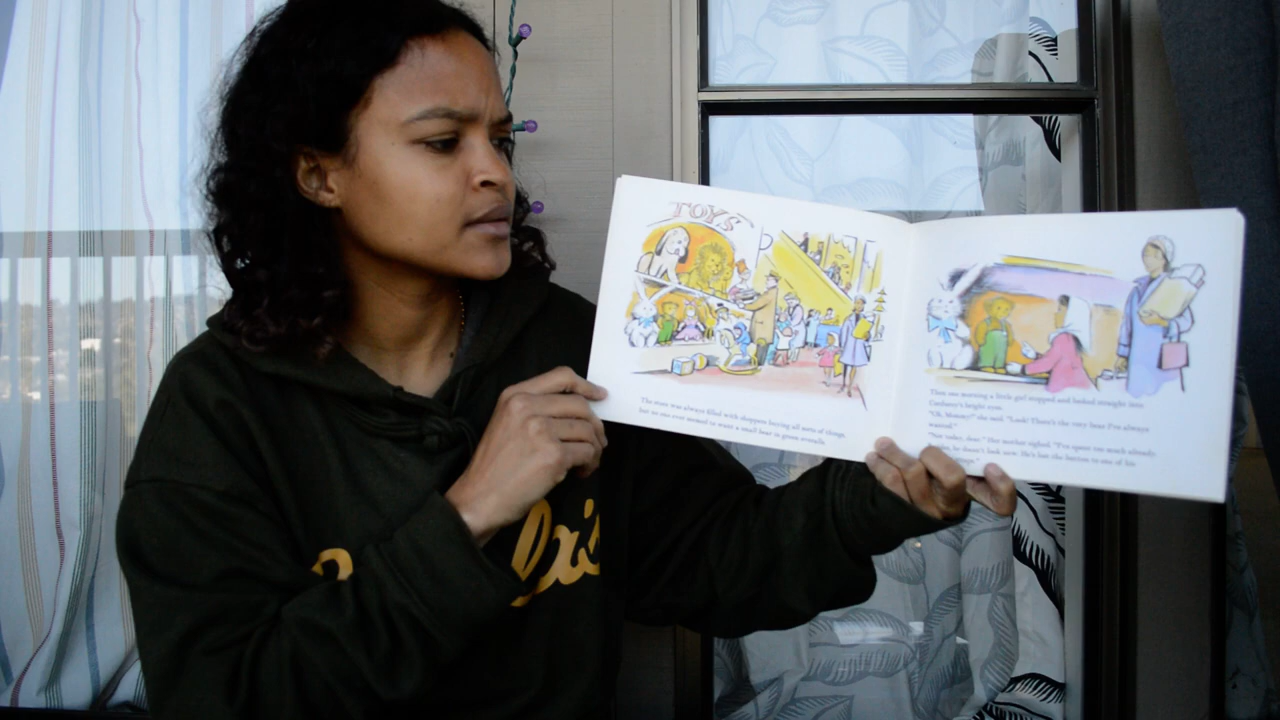 TOYS
The store was always filled with shoppers buying all sorts of things,
but no one ever seemed to want a small bear in green overalls.
Then one morning a little girl stopped and looked straight into
Corduroy's bright eyes.
"Oh, Mommy!" she said. "Look! There's the very bear I've always
wanted."
"Not today, dear." Her mother sighed. "I've spent too much already.
he doesn't look new. He's lost the button to one of his